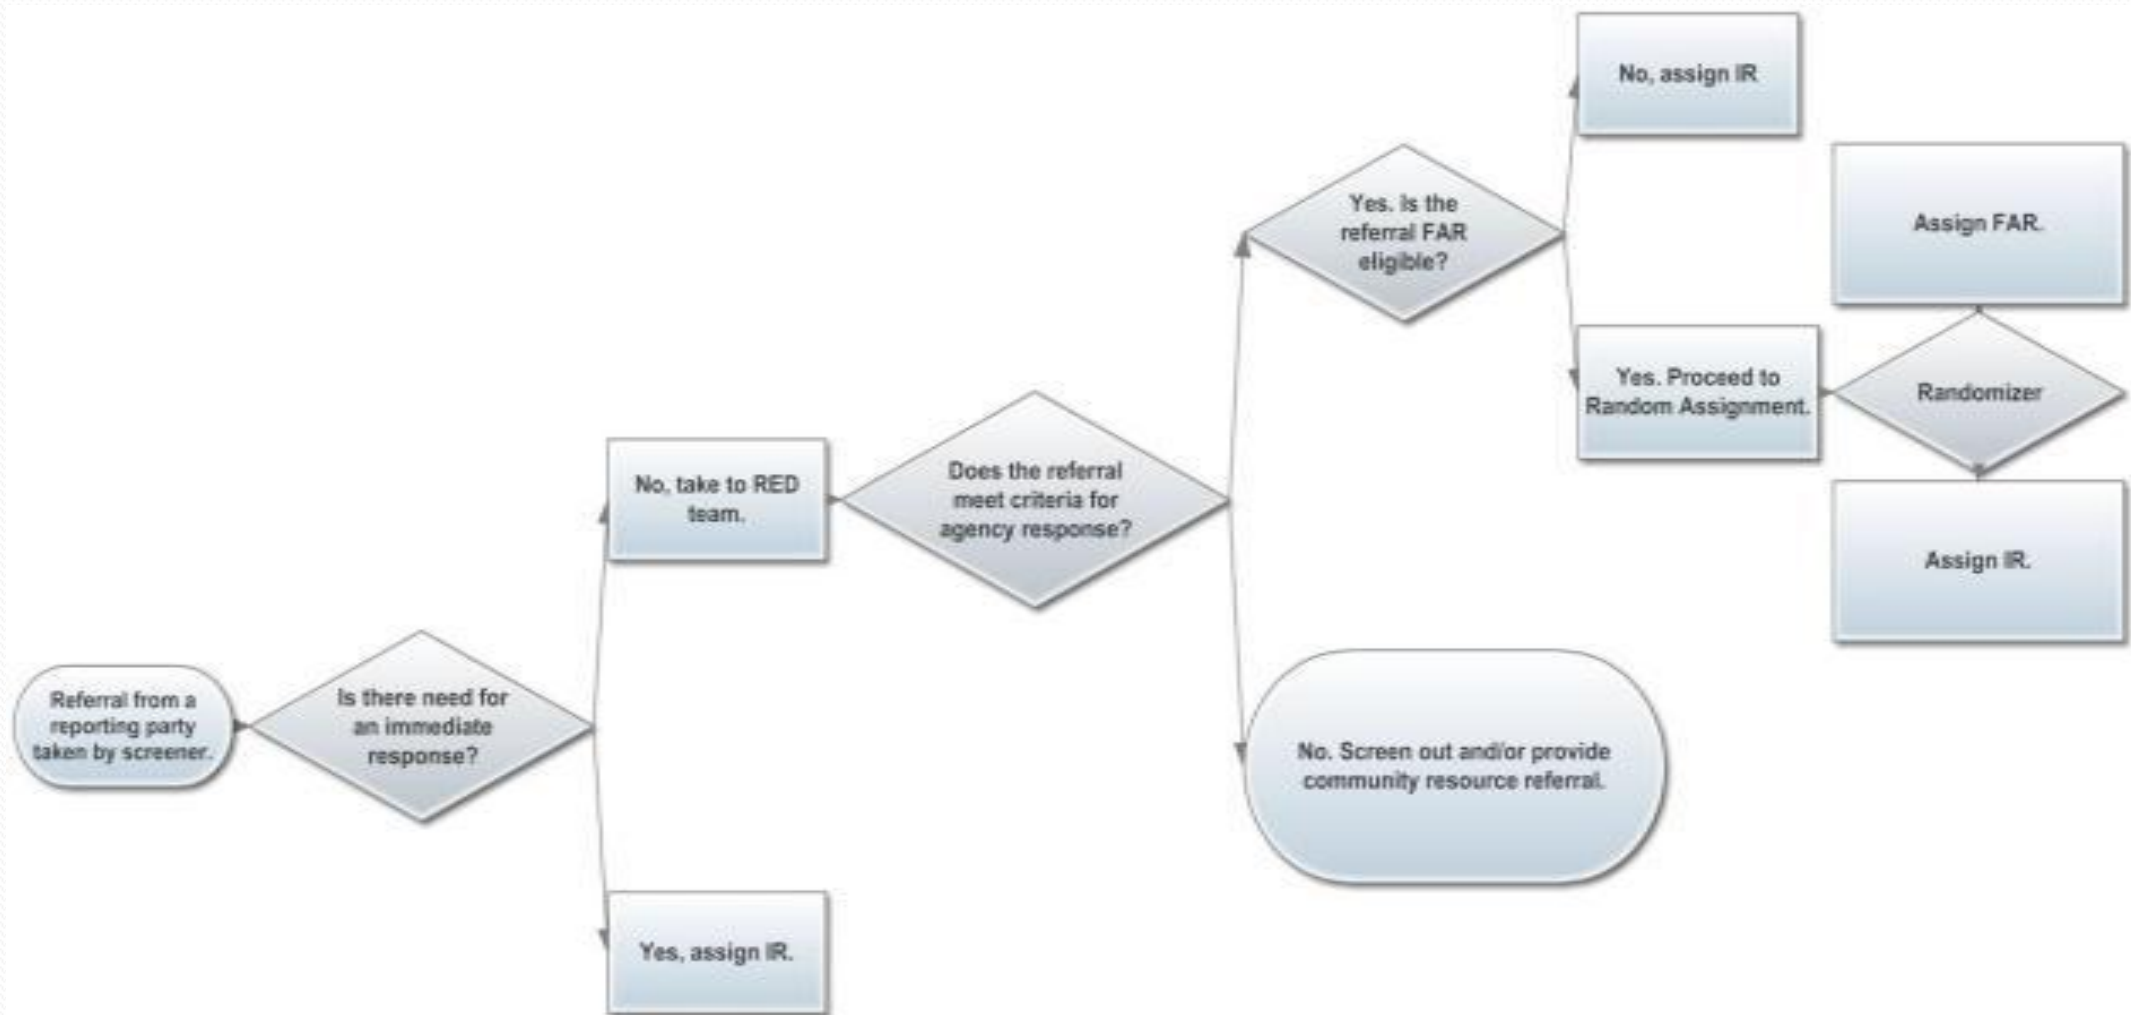 Referral from a
reporting party
taken by screener.
Is there need for
an immediate
response?
No, take to RED
team.
Yes, assign IR.
Does the referral
meet criteria for
agency response?
Yes. Is the
referral FAR
eligible?
No. Screen out and/or provide
community resource referral.
No, assign IR
Yes. Proceed to
Random Assignment.
Randomizer
Assign FAR.
Assign IR.